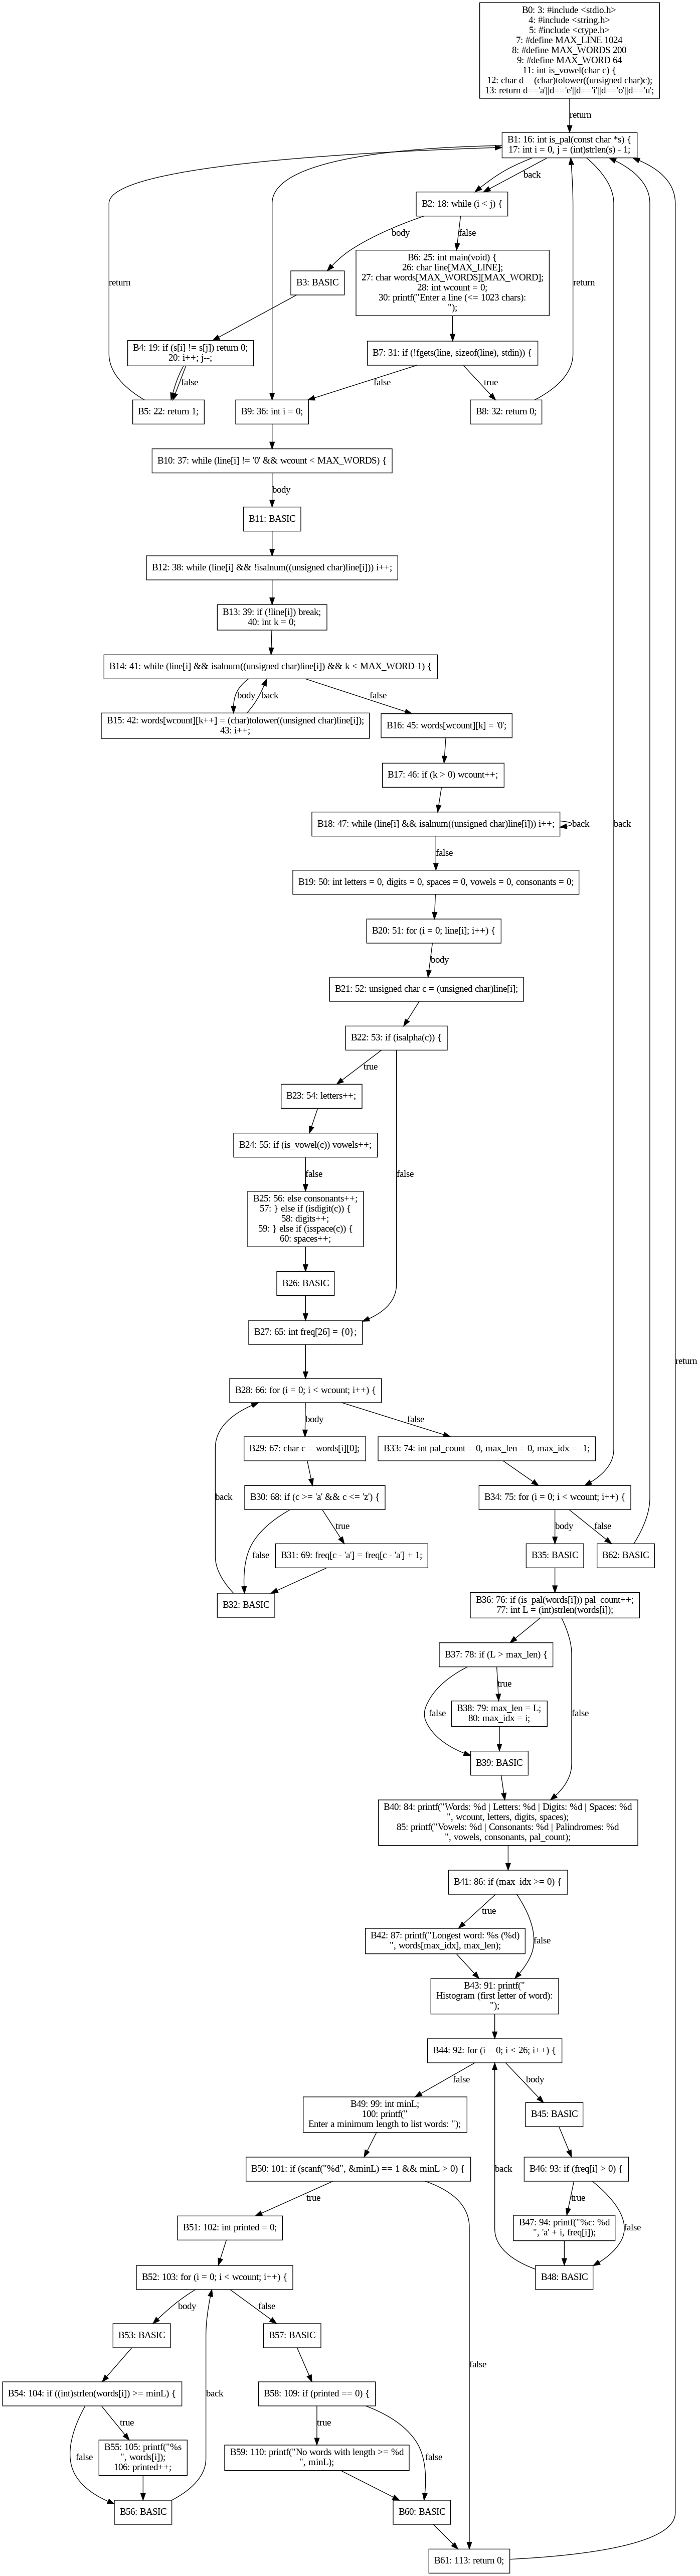 B0: 3: #include <stdio.h>
4: #include <string.h>
5: #include <ctype.h>
7: #define MAX_LINE 1024
8: #define MAX_WORDS 200
9: #define MAX_WORD 64
11: int is_vowel(char c) {
12: char d = (char)tolower((unsigned char)c);
13: return d=='a'||d=='e'||d=='i'||d=='o'||d=='u';
return
B1: 16: int is_pal(const char *s) {
17: int i = 0, j = (int)strlen(s) - 1;
back
B2: 18: while (i < j) {
body
false
B6: 25: int main(void) {
26: char line[MAX_LINE];
27: char words[MAX_WORDS][MAX_WORD];
28: int wcount = 0;
30: printf("Enter a line (<= 1023 chars):
");
B3: BASIC
return
return
B4: 19: if (s[i] != s[j]) return 0;
20: i++; j--;
B7: 31: if (!fgets(line, sizeof(line), stdin)) {
false
false
true
B5: 22: return 1;
B9: 36: int i = 0;
B8: 32: return 0;
B10: 37: while (line[i] != '0' && wcount < MAX_WORDS) {
body
B11: BASIC
B12: 38: while (line[i] && !isalnum((unsigned char)line[i])) i++;
B13: 39: if (!line[i]) break;
40: int k = 0;
B14: 41: while (line[i] && isalnum((unsigned char)line[i]) && k < MAX_WORD-1) {
body
back
false
B15: 42: words[wcount][k++] = (char)tolower((unsigned char)line[i]);
43: i++;
B16: 45: words[wcount][k] = '0';
B17: 46: if (k > 0) wcount++;
B18: 47: while (line[i] && isalnum((unsigned char)line[i])) i++;
back
back
false
B19: 50: int letters = 0, digits = 0, spaces = 0, vowels = 0, consonants = 0;
B20: 51: for (i = 0; line[i]; i++) {
body
B21: 52: unsigned char c = (unsigned char)line[i];
B22: 53: if (isalpha(c)) {
true
B23: 54: letters++;
B24: 55: if (is_vowel(c)) vowels++;
false
false
B25: 56: else consonants++;
57: } else if (isdigit(c)) {
58: digits++;
59: } else if (isspace(c)) {
60: spaces++;
B26: BASIC
B27: 65: int freq[26] = {0};
return
B28: 66: for (i = 0; i < wcount; i++) {
body
false
B29: 67: char c = words[i][0];
B33: 74: int pal_count = 0, max_len = 0, max_idx = -1;
back
B30: 68: if (c >= 'a' && c <= 'z') {
B34: 75: for (i = 0; i < wcount; i++) {
true
body
false
false
B31: 69: freq[c - 'a'] = freq[c - 'a'] + 1;
B35: BASIC
B62: BASIC
B32: BASIC
B36: 76: if (is_pal(words[i])) pal_count++;
77: int L = (int)strlen(words[i]);
B37: 78: if (L > max_len) {
true
false
false
B38: 79: max_len = L;
80: max_idx = i;
B39: BASIC
B40: 84: printf("Words: %d | Letters: %d | Digits: %d | Spaces: %d
", wcount, letters, digits, spaces);
85: printf("Vowels: %d | Consonants: %d | Palindromes: %d
", vowels, consonants, pal_count);
B41: 86: if (max_idx >= 0) {
true
false
B42: 87: printf("Longest word: %s (%d)
", words[max_idx], max_len);
B43: 91: printf("
Histogram (first letter of word):
");
B44: 92: for (i = 0; i < 26; i++) {
false
body
B49: 99: int minL;
100: printf("
Enter a minimum length to list words: ");
B45: BASIC
B50: 101: if (scanf("%d", &minL) == 1 && minL > 0) {
back
B46: 93: if (freq[i] > 0) {
true
true
false
B51: 102: int printed = 0;
B47: 94: printf("%c: %d
", 'a' + i, freq[i]);
B52: 103: for (i = 0; i < wcount; i++) {
B48: BASIC
body
false
B53: BASIC
B57: BASIC
false
B54: 104: if ((int)strlen(words[i]) >= minL) {
back
B58: 109: if (printed == 0) {
true
true
false
false
B55: 105: printf("%s
", words[i]);
106: printed++;
B59: 110: printf("No words with length >= %d
", minL);
B56: BASIC
B60: BASIC
B61: 113: return 0;